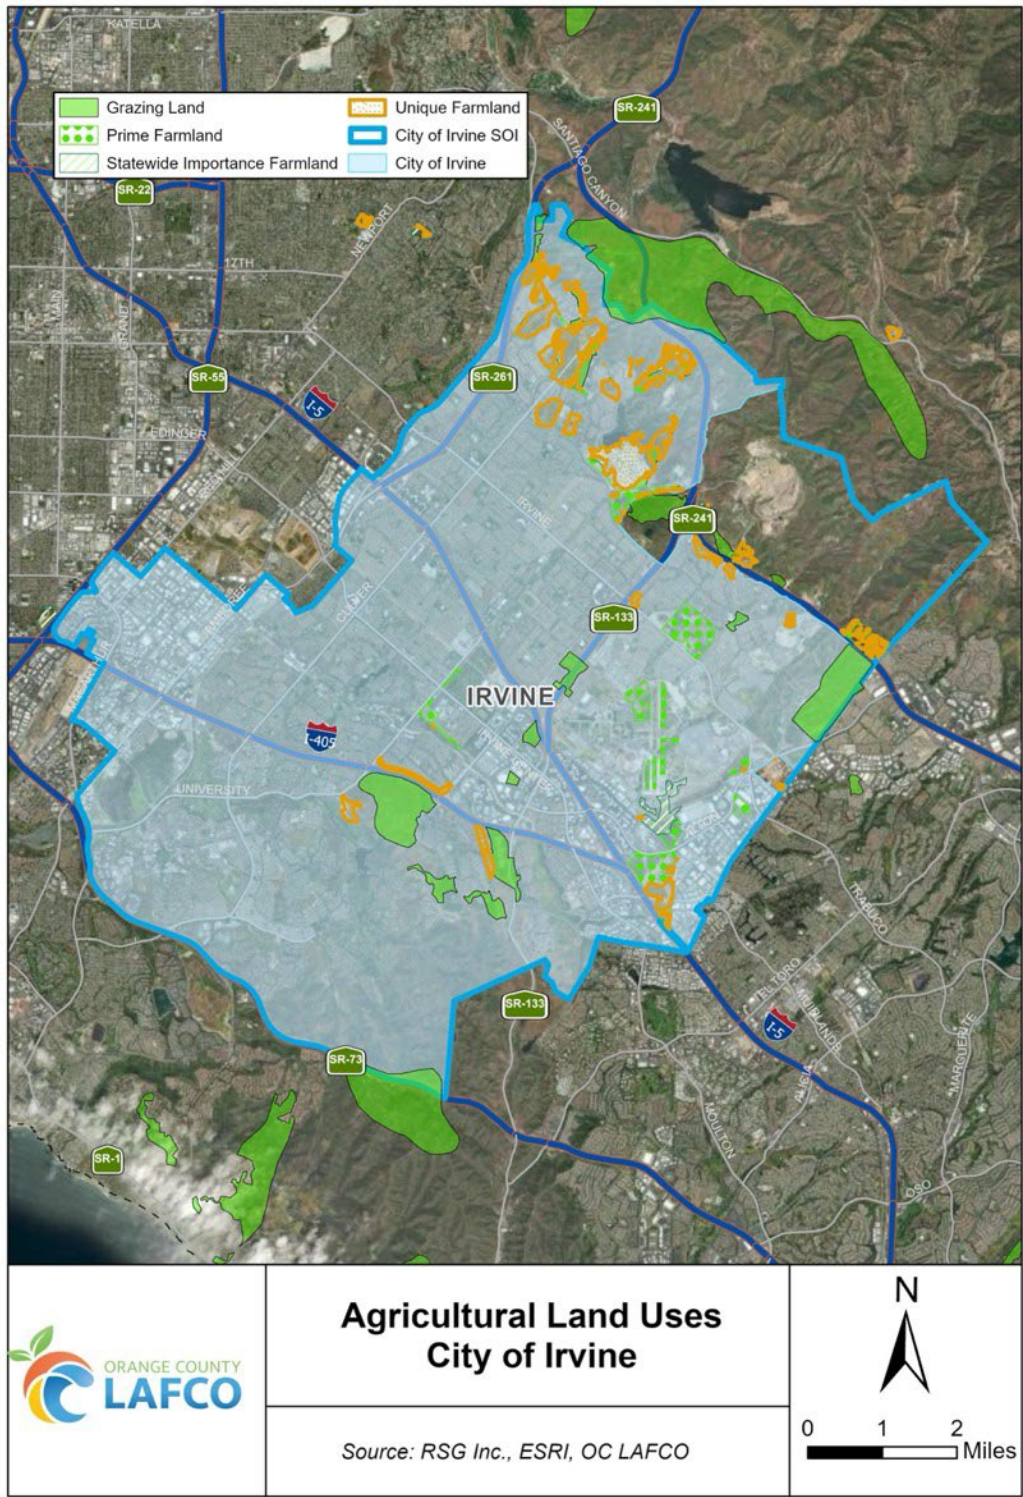 KATELLA
Grazing Land
Prime Farmland
Statewide Importance Farmland
Unique Farmland
City of Irvine SOI
City of Irvine
SR-241
SANTIAGO CANYON
SR-22
NEWPORT
17TH
MAIN
GRAND
SR-55
SR-261
I-5
EDINGER
IRVINE
SR-241
CULVER
SR-133
IRVINE
I-405
UNIVERSITY
ALTON
TRABUCO
EL TORO
SR-133
MUIRLANDS
I-5
MARGUERITE
ALICIA
SR-73
MOULTON
SR-1
OSO
ORANGE COUNTY
LAFCO
Agricultural Land Uses
City of Irvine
Source: RSG Inc., ESRI, OC LAFCO
N
0 1 2
Miles